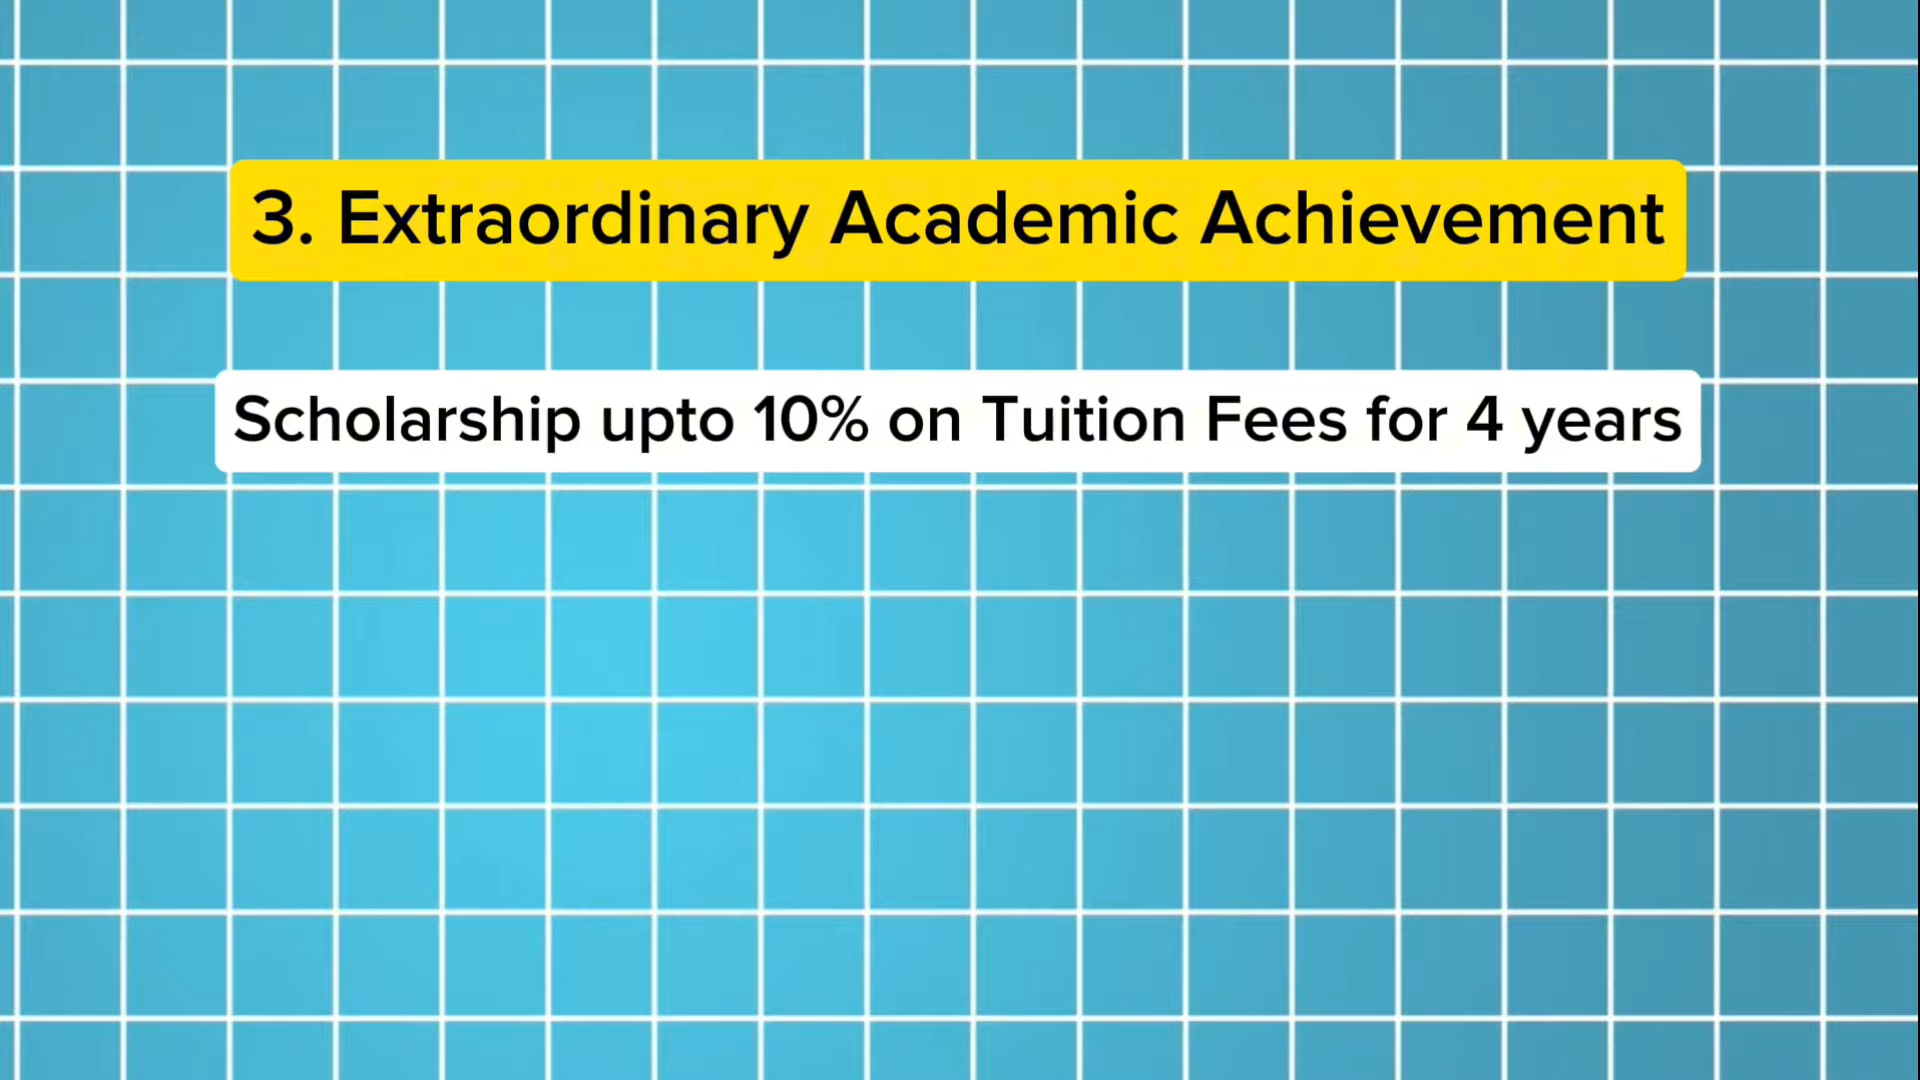 3. Extraordinary Academic Achievement
Scholarship upto 10% on Tuition Fees for 4 years